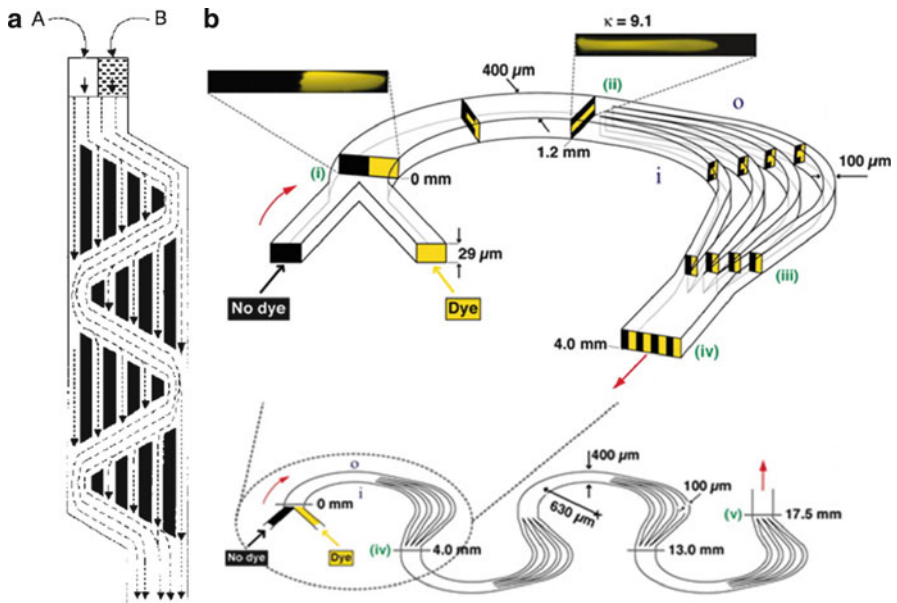 a
A
B
b
κ = 9.1
400 µm
(ii)
o
1.2 mm
i
100 µm
(i)
0 mm
29 µm
No dye
Dye
(iii)
4.0 mm
(iv)
o
i
0 mm
No dye
Dye
(iv)
4.0 mm
400 µm
630 µm
100 µm
13.0 mm
(v)
17.5 mm